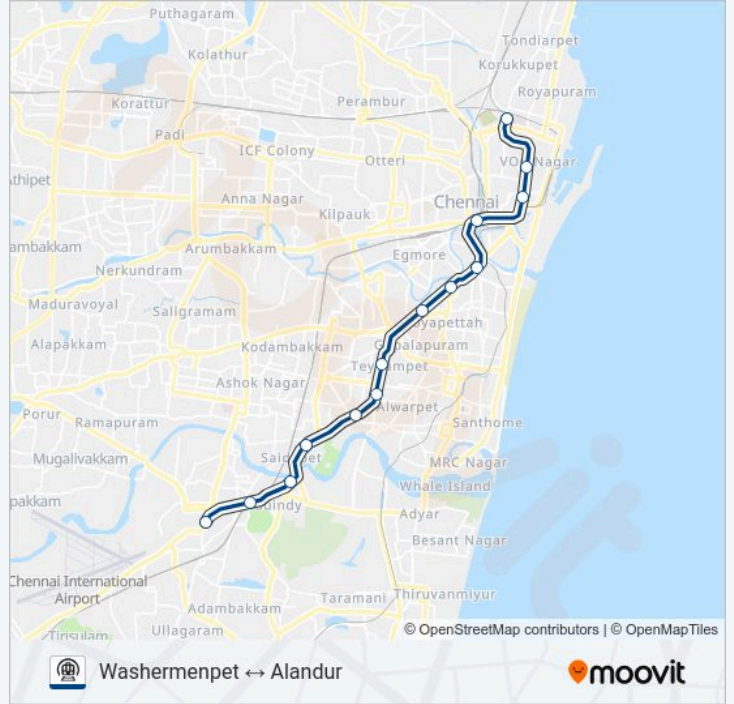 Puthagaram
Tondiarpet
Kolathur
Korukkupet
Royapuram
Korattur
Perambur
Padi
ICF Colony
Otteri
VOC Nagar
Athipet
Anna Nagar
Chennai
Kilpauk
ambakkam
Arumbakkam
Egmore
Nerkundram
Maduravoyal
Saligramam
oyapettah
Alapakkam
Kodambakkam
Gopalapuram
Teynampet
Ashok Nagar
Alwarpet
Porur
Ramapuram
Santhome
Mugalivakkam
Saidapet
MRC Nagar
Whale Island
pakkam
Guindy
Adyar
Besant Nagar
Chennai International
Airport
Adambakkam
Taramani
Thiruvanmiyur
Ullagaram
Tirisulam
© OpenStreetMap contributors | © OpenMapTiles
Washermenpet ↔ Alandur
moovit